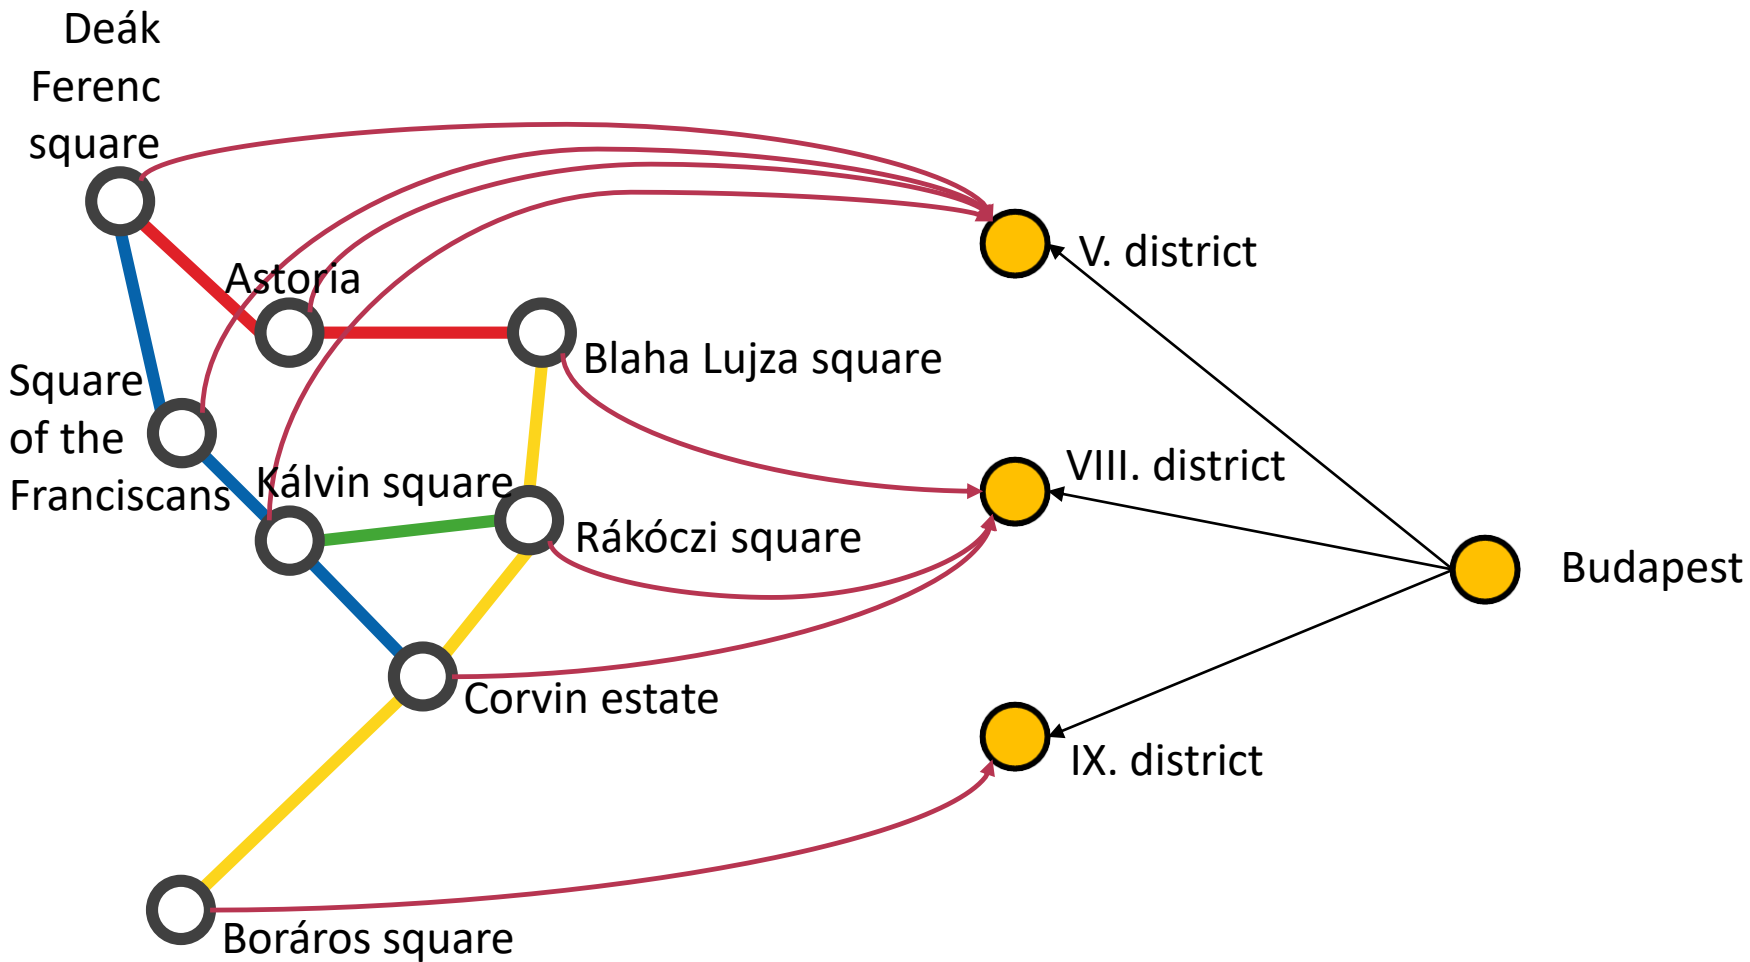 Deák
Ferenc
square
Astoria
Blaha Lujza square
Square
of the
Franciscans
Kálvin square
Rákóczi square
Corvin estate
Boráros square
V. district
VIII. district
IX. district
Budapest